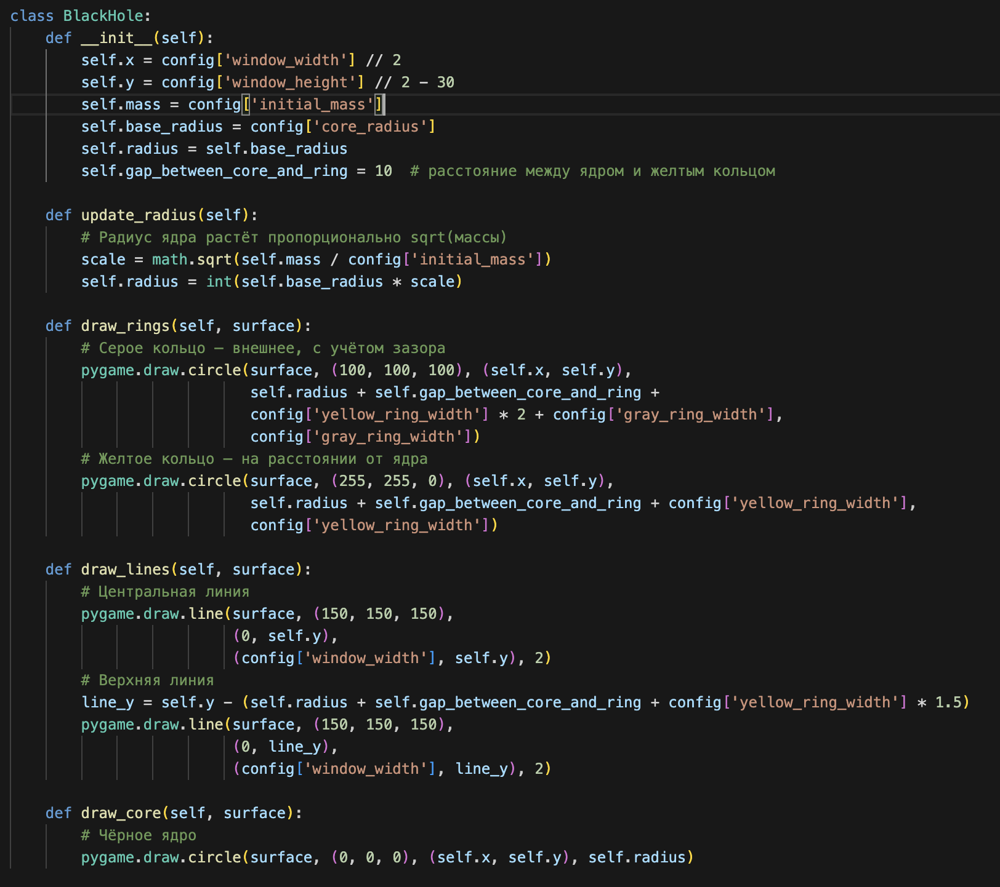 class BlackHole:
    def __init__(self):
        self.x = config['window_width'] // 2
        self.y = config['window_height'] // 2 - 30
        self.mass = config['initial_mass']
        self.base_radius = config['core_radius']
        self.radius = self.base_radius
        self.gap_between_core_and_ring = 10  # расстояние между ядром и желтым кольцом

    def update_radius(self):
        # Радиус ядра растёт пропорционально sqrt(массы)
        scale = math.sqrt(self.mass / config['initial_mass'])
        self.radius = int(self.base_radius * scale)

    def draw_rings(self, surface):
        # Серое кольцо — внешнее, с учётом зазора
        pygame.draw.circle(surface, (100, 100, 100), (self.x, self.y),
                           self.radius + self.gap_between_core_and_ring +
                           config['yellow_ring_width'] * 2 + config['gray_ring_width'],
                           config['gray_ring_width'])
        # Желтое кольцо — на расстоянии от ядра
        pygame.draw.circle(surface, (255, 255, 0), (self.x, self.y),
                           self.radius + self.gap_between_core_and_ring + config['yellow_ring_width'],
                           config['yellow_ring_width'])

    def draw_lines(self, surface):
        # Центральная линия
        pygame.draw.line(surface, (150, 150, 150),
                         (0, self.y),
                         (config['window_width'], self.y), 2)
        # Верхняя линия
        line_y = self.y - (self.radius + self.gap_between_core_and_ring + config['yellow_ring_width'] * 1.5)
        pygame.draw.line(surface, (150, 150, 150),
                         (0, line_y),
                         (config['window_width'], line_y), 2)

    def draw_core(self, surface):
        # Чёрное ядро
        pygame.draw.circle(surface, (0, 0, 0), (self.x, self.y), self.radius)